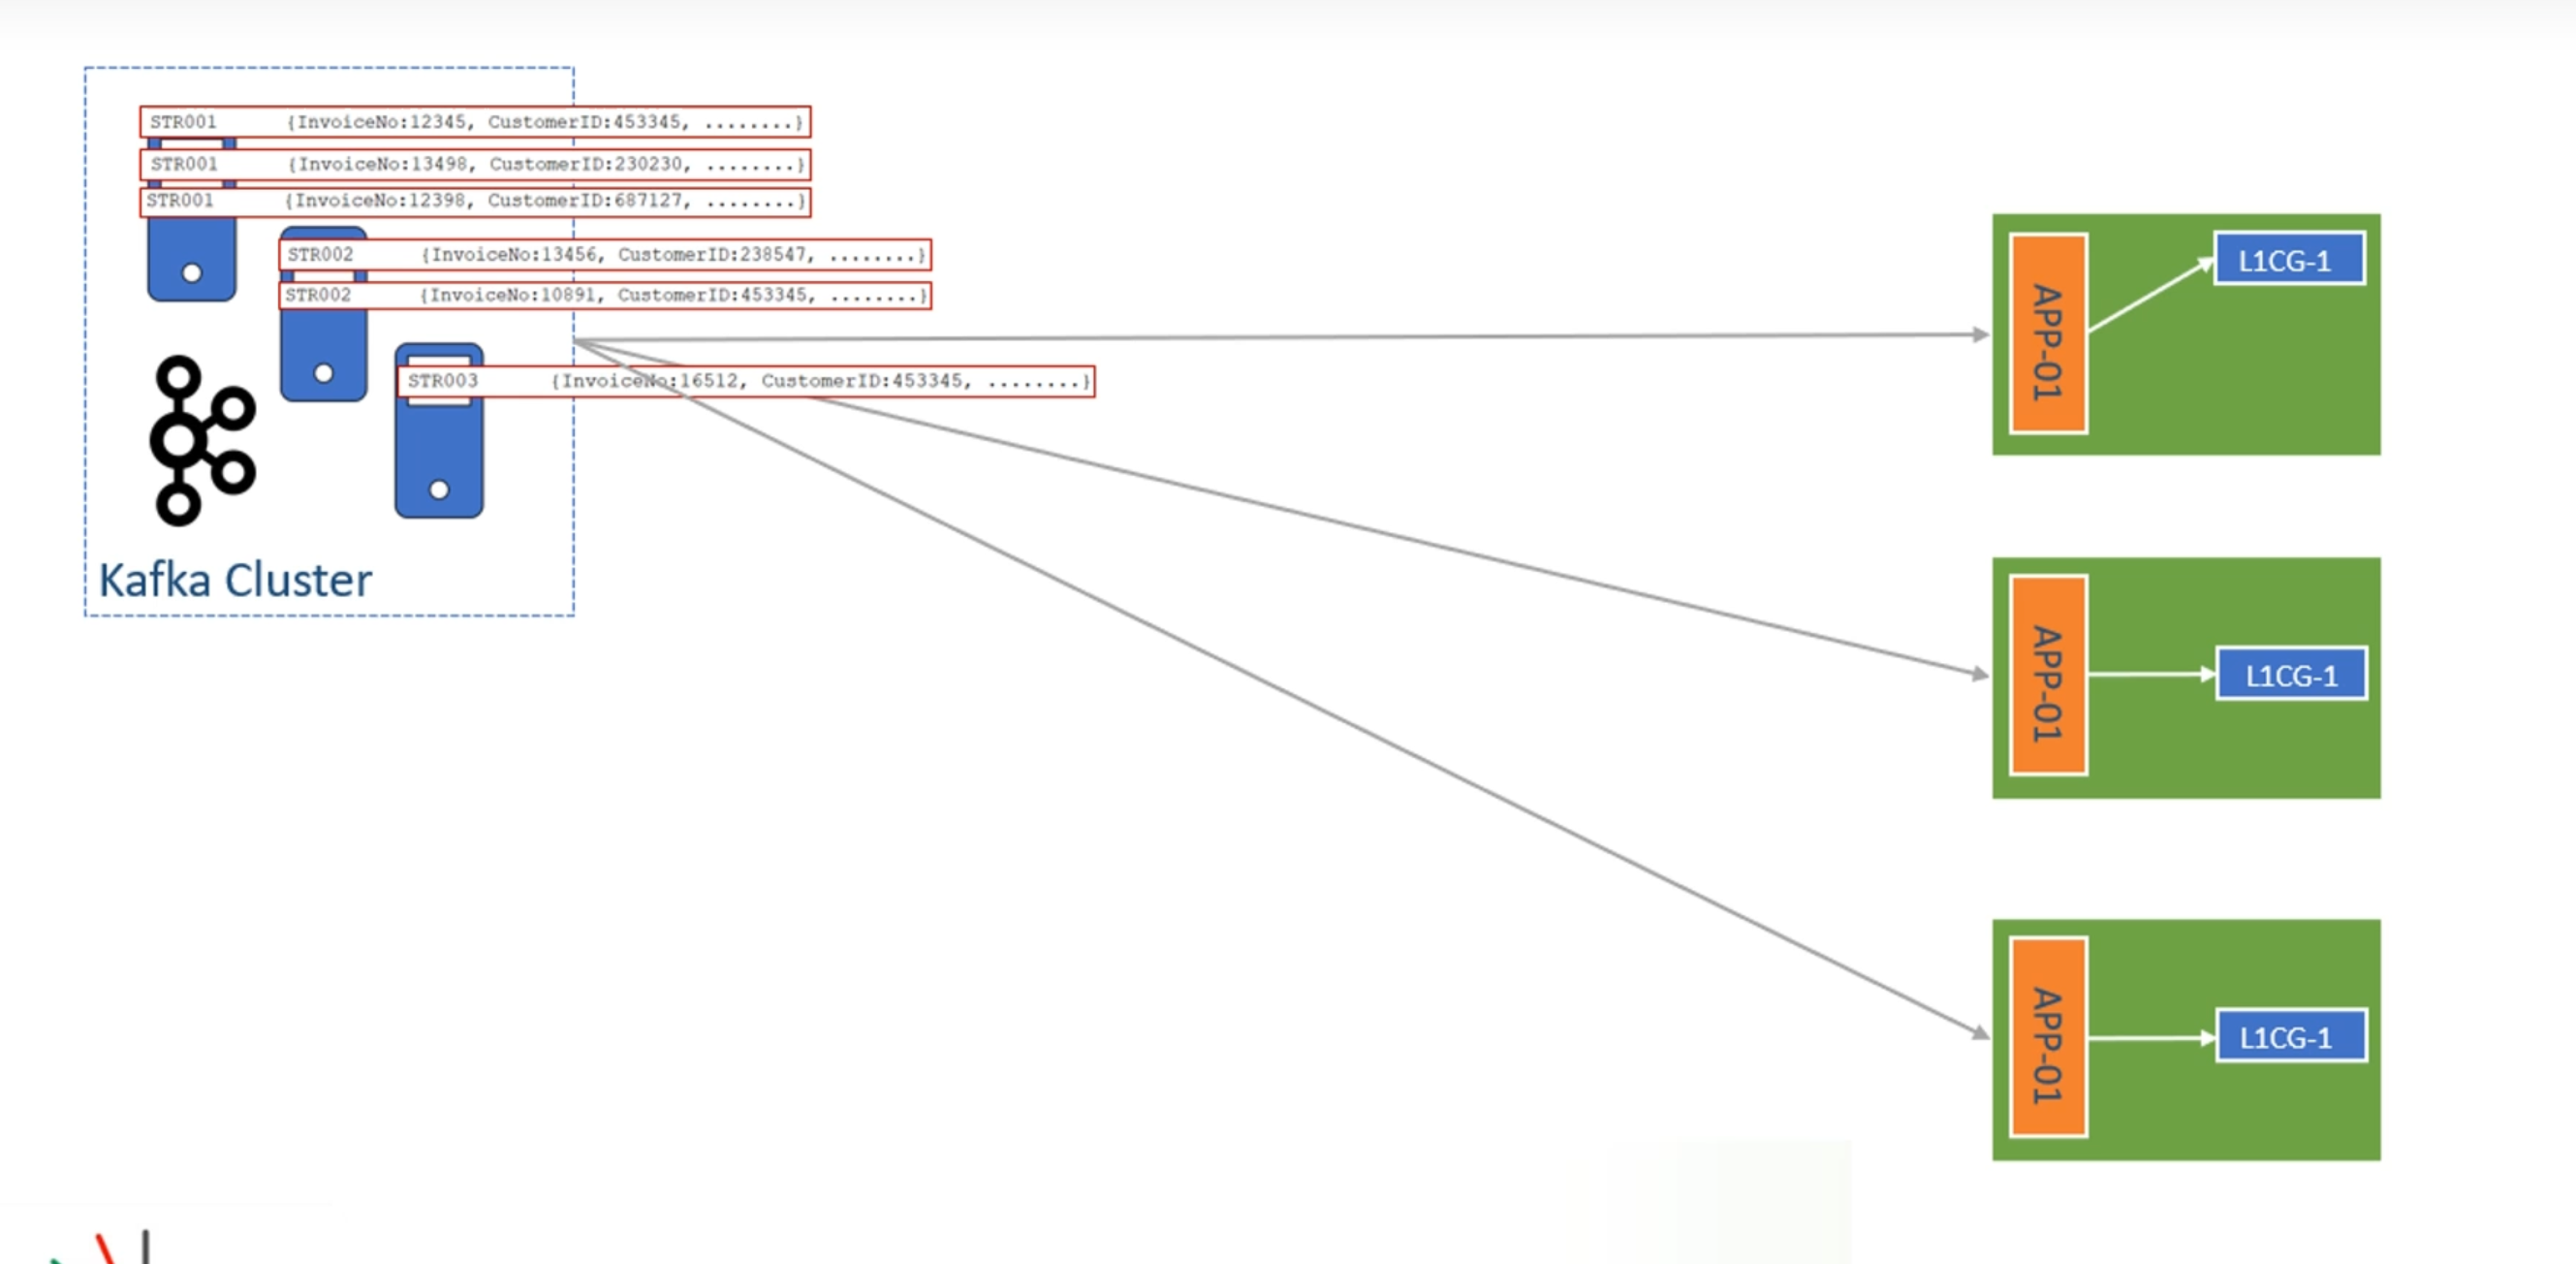 STR001 {InvoiceNo:12345, CustomerID:453345, ........}
STR001 {InvoiceNo:13498, CustomerID:230230, ........}
STR001 {InvoiceNo:12398, CustomerID:687127, ........}
STR002 {InvoiceNo:13456, CustomerID:238547, ........}
STR002 {InvoiceNo:10891, CustomerID:453345, ........}
STR003 {InvoiceNo:16512, CustomerID:453345, ........}
Kafka Cluster
APP-01
L1CG-1
APP-01
L1CG-1
APP-01
L1CG-1